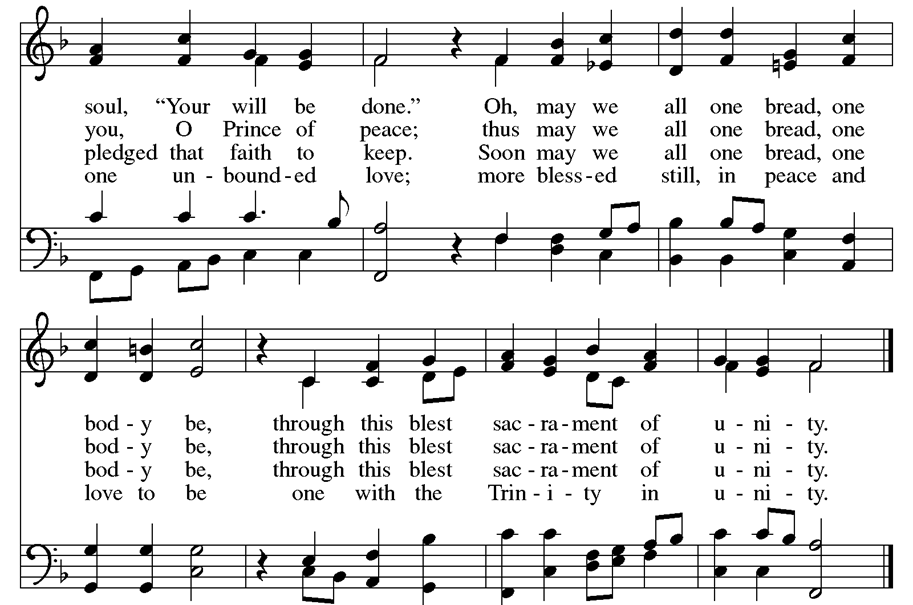 soul, “Your will be done.” Oh, may we all one bread, one
you, O Prince of peace; thus may we all one bread, one
pledged that faith to keep. Soon may we all one bread, one
one un - bound - ed love; more bless - ed still, in peace and
bod - y be, through this blest sac - ra - ment of u - ni - ty.
bod - y be, through this blest sac - ra - ment of u - ni - ty.
bod - y be, through this blest sac - ra - ment of u - ni - ty.
love to be one with the Trin - i - ty in u - ni - ty.